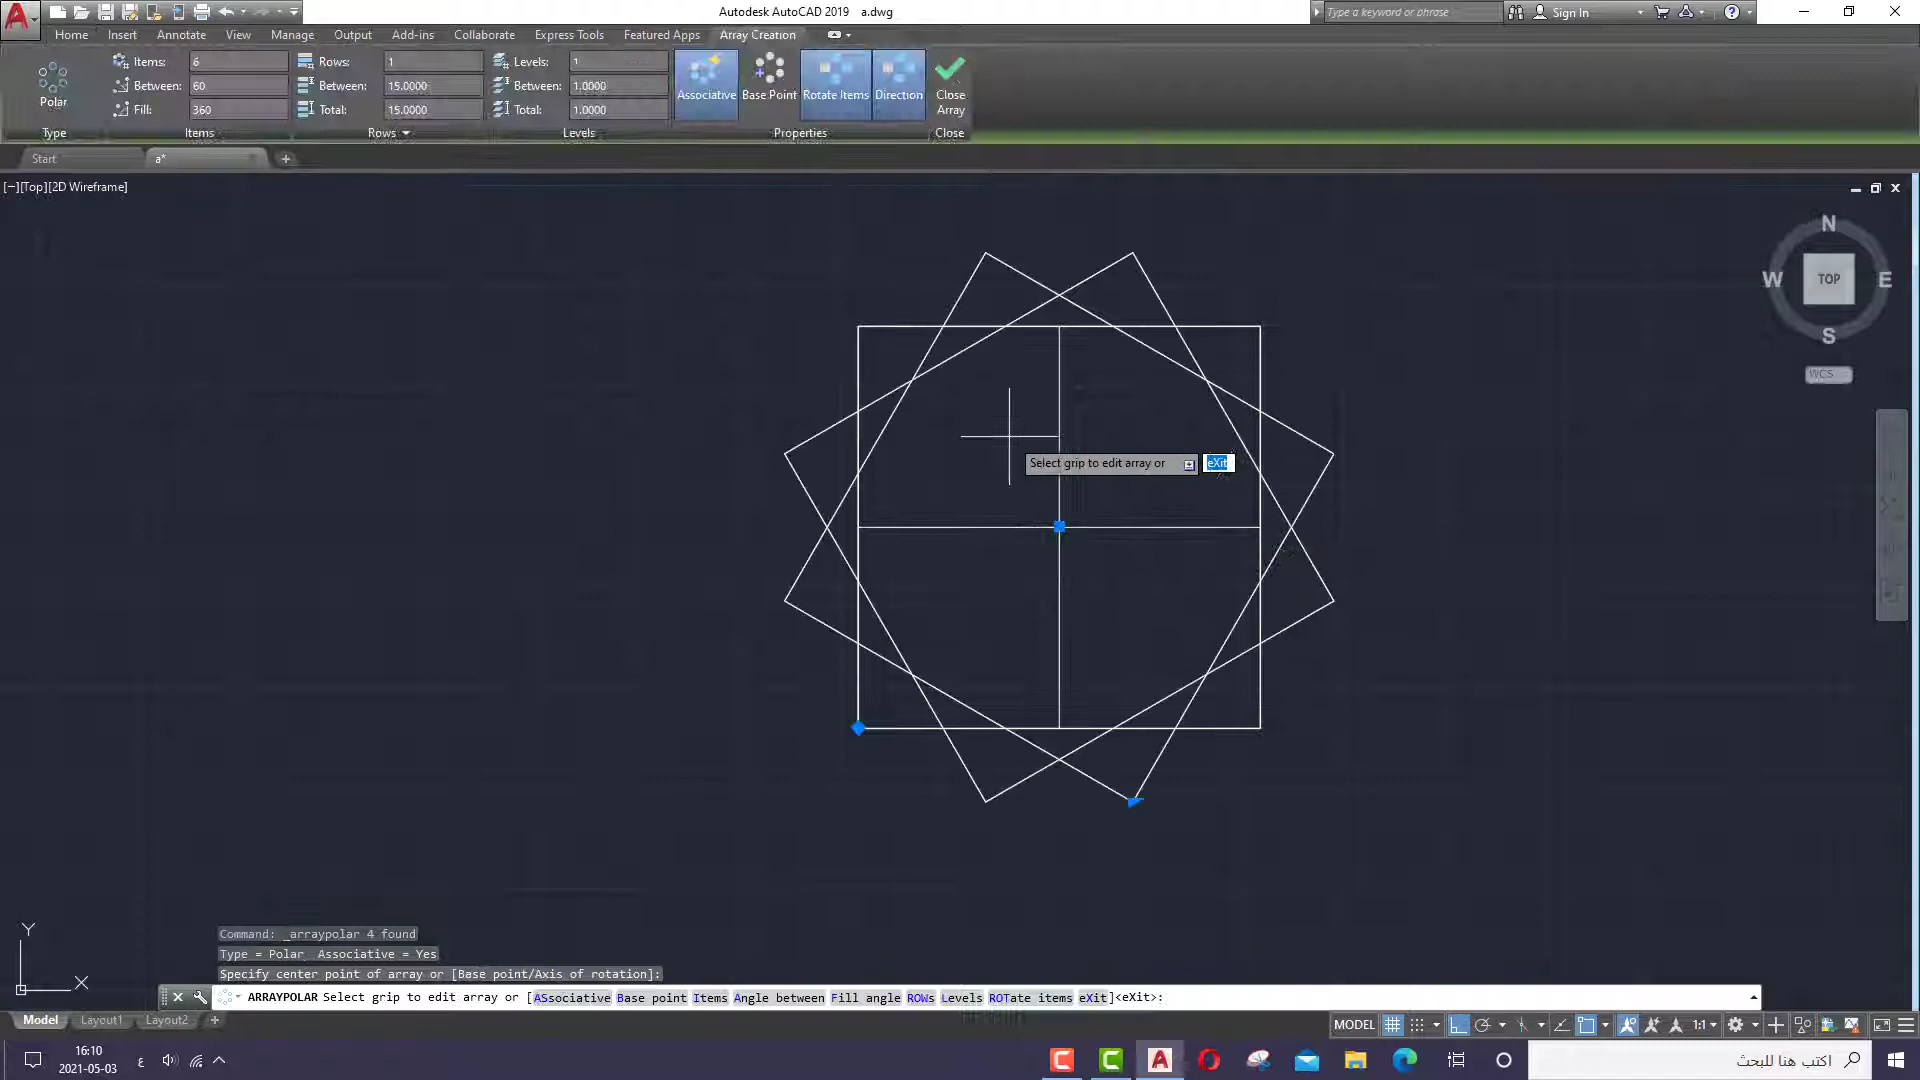 Autodesk AutoCAD 2019 a.dwg
Type a keyword or phrase
Sign In
Home Insert Annotate View Manage Output Add-ins Collaborate Express Tools Featured Apps Array Creation
Items: 6 Rows: 1 Levels: 1
Between: 60 Between: 15.0000 Between: 1.0000
Fill: 360 Total: 15.0000 Total: 1.0000
Polar
Associative Base Point Rotate Items Direction Close Array
Type Items Rows Levels Properties Close
Start a*
[−][Top][2D Wireframe]
N
W TOP E
S
WCS
Select grip to edit array or eXit
Y
X
Command: _arraypolar 4 found
Type = Polar Associative = Yes
Specify center point of array or [Base point/Axis of rotation]:
ARRAYPOLAR Select grip to edit array or [ASsociative Base point Items Angle between Fill angle ROWs Levels ROTate items eXit]<eXit>:
Model Layout1 Layout2
MODEL 1:1
16:10
2021-05-03
ع
اكتب هنا للبحث